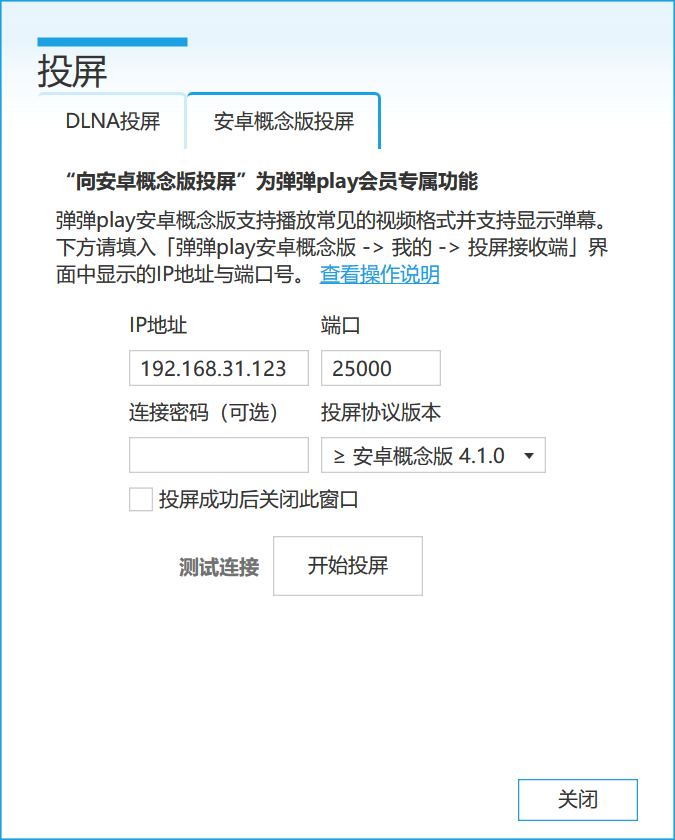 投屏
DLNA投屏
安卓概念版投屏
“向安卓概念版投屏”为弹弹play会员专属功能
弹弹play安卓概念版支持播放常见的视频格式并支持显示弹幕。
下方请填入「弹弹play安卓概念版 -> 我的 -> 投屏接收端」界
面中显示的IP地址与端口号。 查看操作说明
IP地址
端口
192.168.31.123
25000
连接密码（可选）
投屏协议版本
≥ 安卓概念版 4.1.0
投屏成功后关闭此窗口
测试连接
开始投屏
关闭